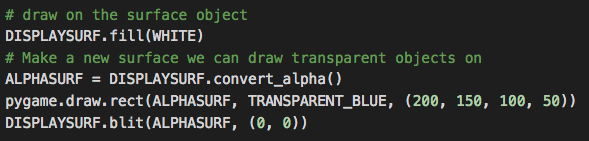 # draw on the surface object
DISPLAYSURF.fill(WHITE)
# Make a new surface we can draw transparent objects on
ALPHASURF = DISPLAYSURF.convert_alpha()
pygame.draw.rect(ALPHASURF, TRANSPARENT_BLUE, (200, 150, 100, 50))
DISPLAYSURF.blit(ALPHASURF, (0, 0))